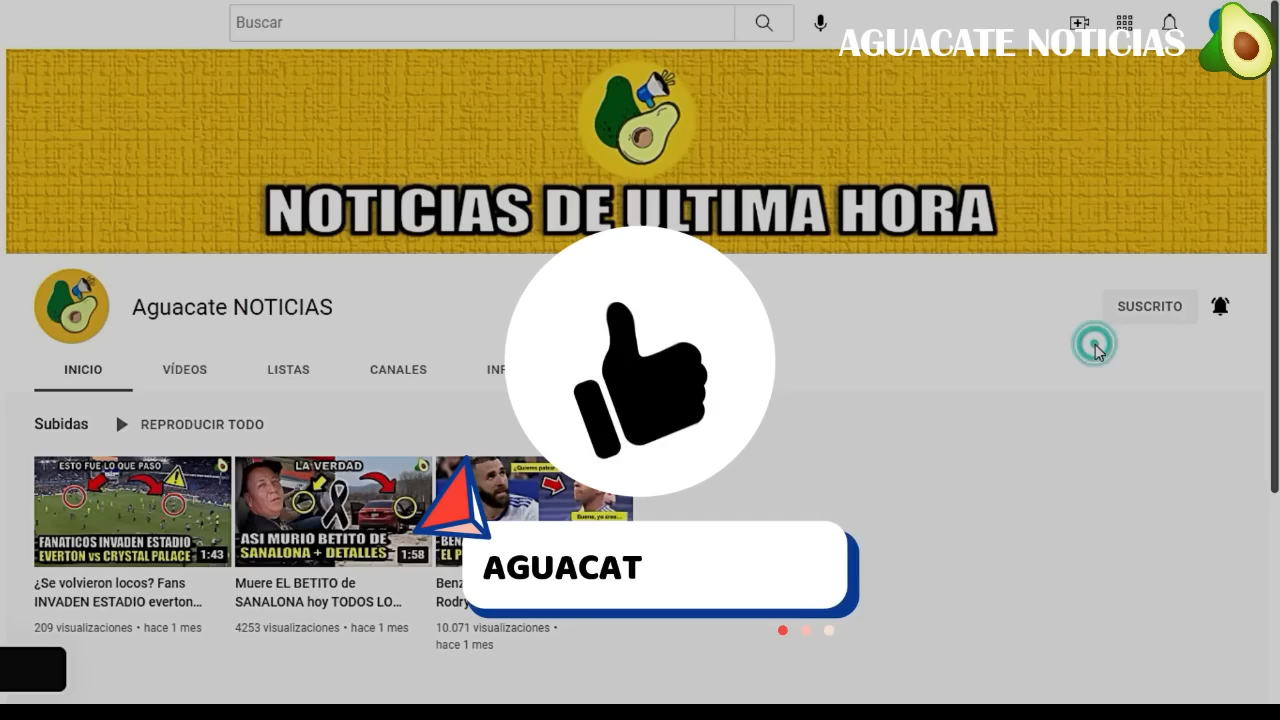 Buscar
AGUACATE NOTICIAS
NOTICIAS DE ULTIMA HORA
Aguacate NOTICIAS
SUSCRITO
INICIO
VÍDEOS
LISTAS
CANALES
Subidas
REPRODUCIR TODO
ESTO FUE LO QUE PASO
FANATICOS INVADEN ESTADIO
EVERTON vs CRYSTAL PALACE
1:43
LA VERDAD
ASI MURIO BETITO DE
SANALONA + DETALLES
1:58
¿Se volvieron locos? Fans
INVADEN ESTADIO everton...
209 visualizaciones • hace 1 mes
Muere EL BETITO de
SANALONA hoy TODOS LO...
4253 visualizaciones • hace 1 mes
10.071 visualizaciones •
hace 1 mes
AGUACAT